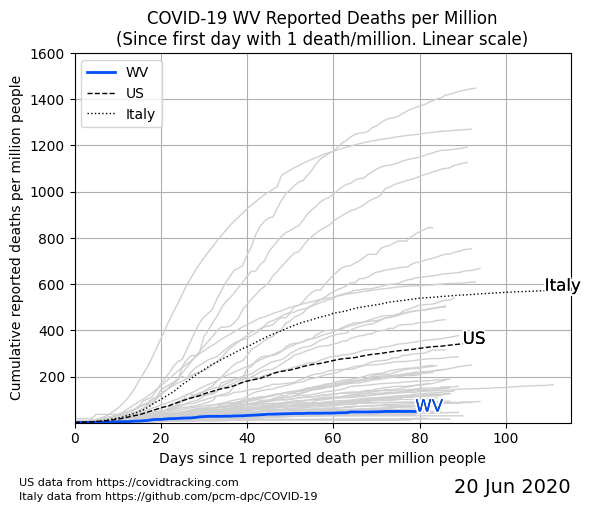 COVID-19 WV Reported Deaths per Million
(Since first day with 1 death/million. Linear scale)
Cumulative reported deaths per million people
1600
1400
1200
1000
800
600
400
200
WV
US
Italy
Italy
US
WV
0
20
40
60
80
100
Days since 1 reported death per million people
US data from https://covidtracking.com
Italy data from https://github.com/pcm-dpc/COVID-19
20 Jun 2020